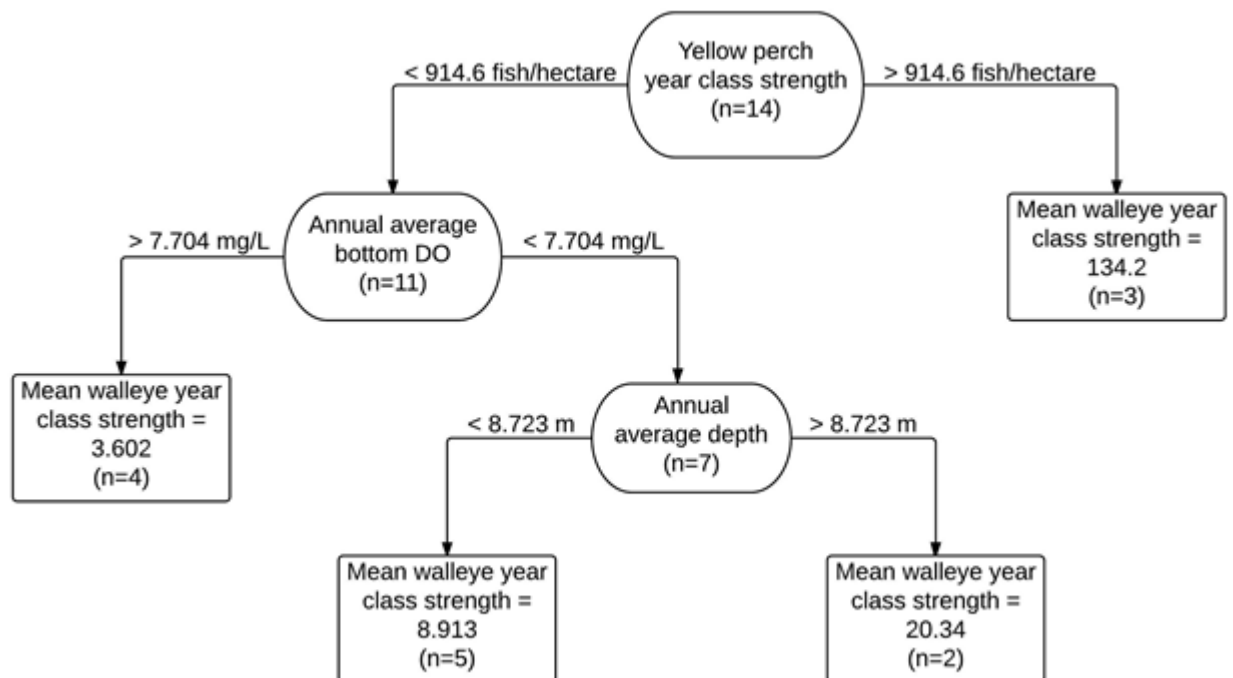 Yellow perch
year class strength
(n=14)
< 914.6 fish/hectare
> 914.6 fish/hectare
Annual average
bottom DO
(n=11)
> 7.704 mg/L
< 7.704 mg/L
Mean walleye year
class strength =
134.2
(n=3)
Mean walleye year
class strength =
3.602
(n=4)
Annual
average depth
(n=7)
< 8.723 m
> 8.723 m
Mean walleye year
class strength =
8.913
(n=5)
Mean walleye year
class strength =
20.34
(n=2)